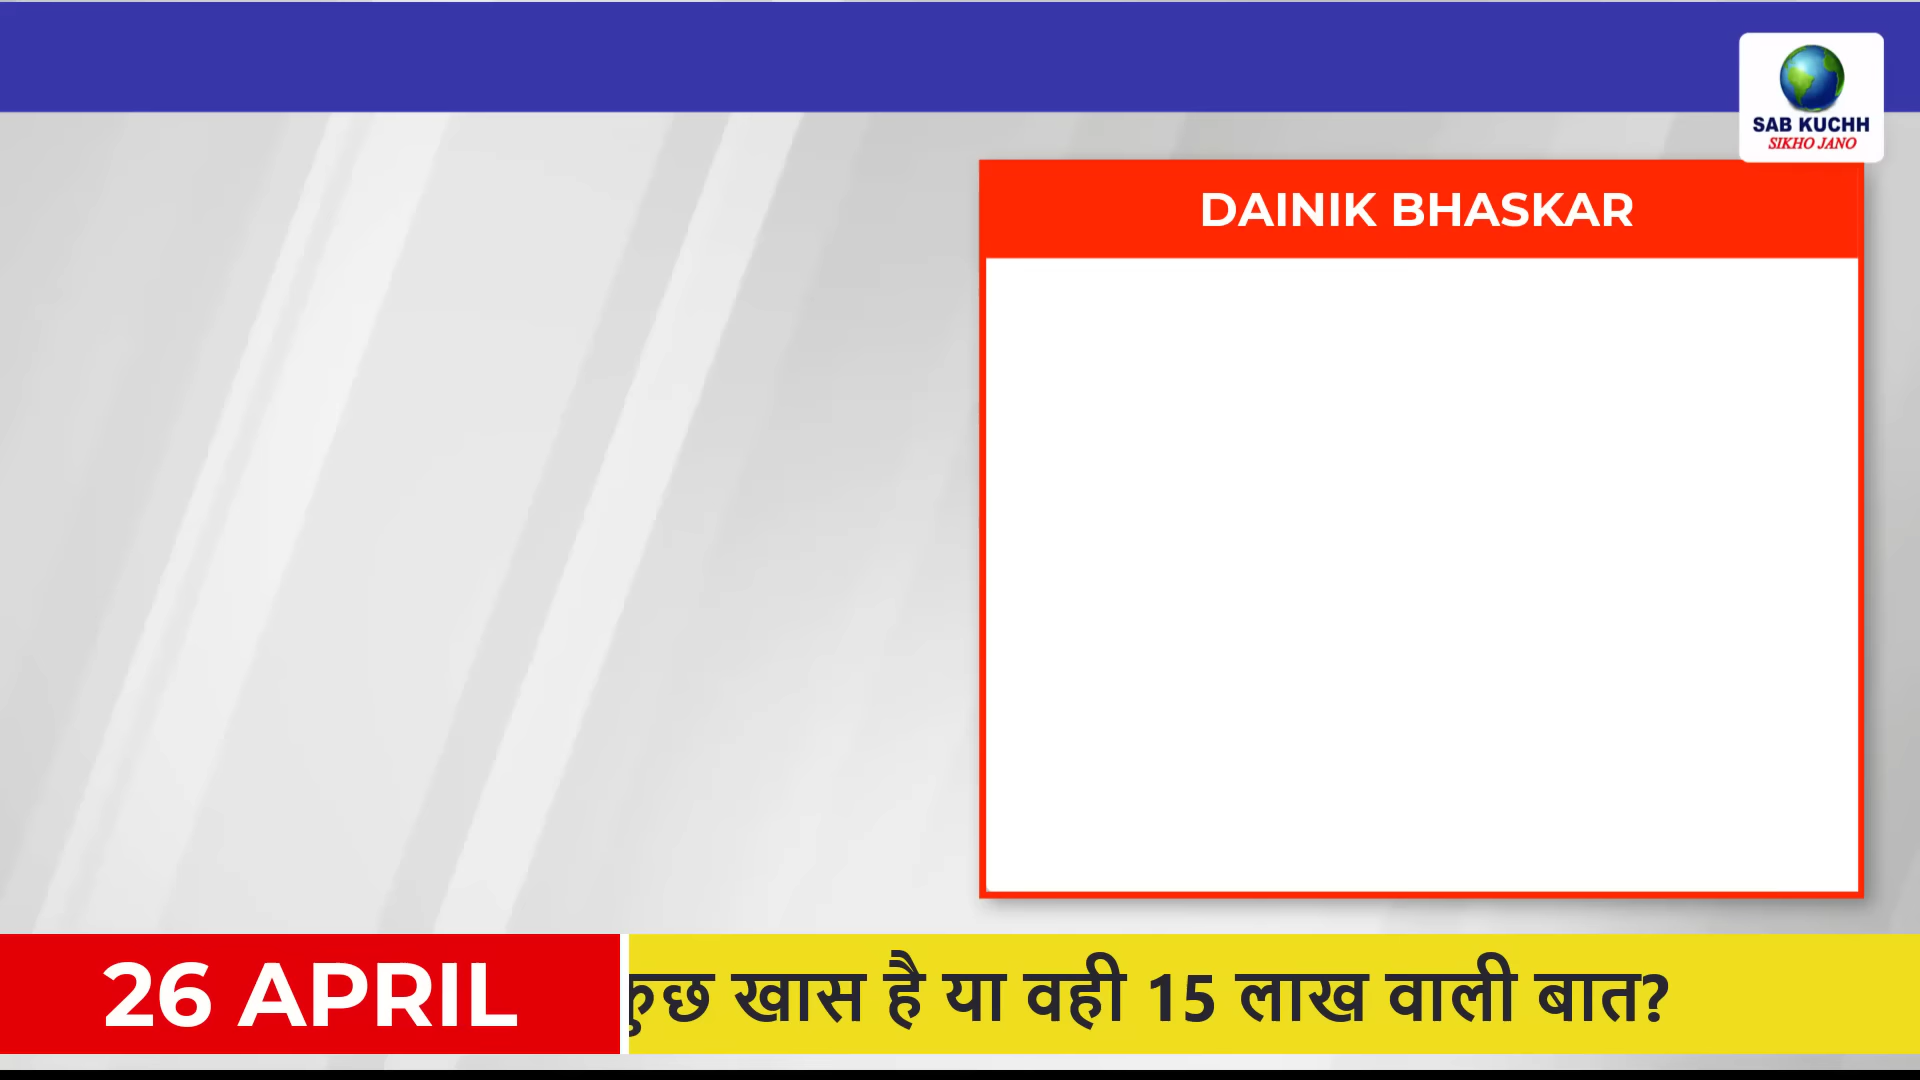 SAB KUCHH
SIKHO JANO
DAINIK BHASKAR
26 APRIL
कुछ खास है या वही 15 लाख वाली बात?